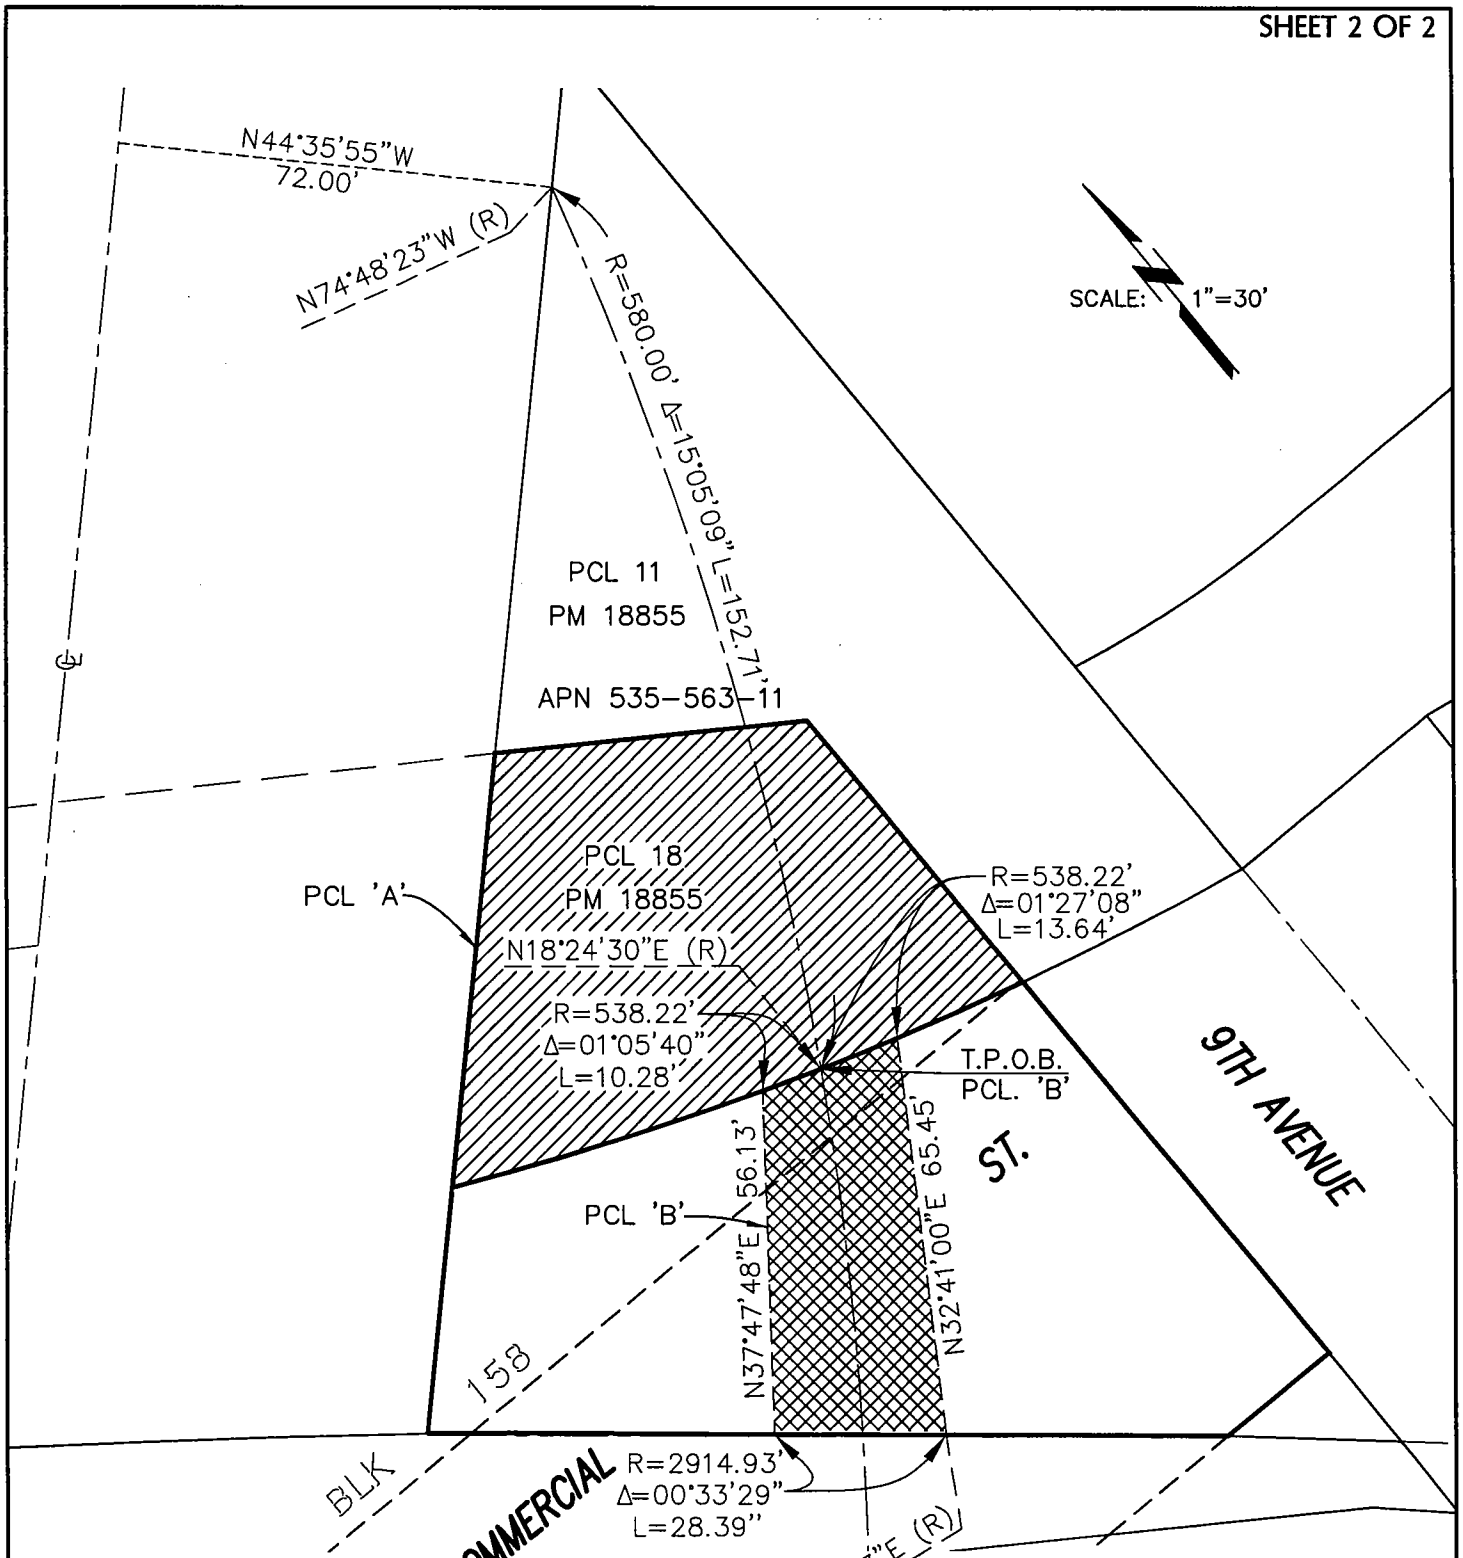 SHEET 2 OF 2
N44°35'55"W
72.00'
N74°48'23"W (R)
R=580.00' Δ=15°05'09" L=152.71'
SCALE: 1"=30'
PCL 11
PM 18855
APN 535-563-11
℄
PCL 18
PM 18855
PCL 'A'
N18°24'30"E (R)
R=538.22'
Δ=01°27'08"
L=13.64'
R=538.22'
Δ=01°05'40"
L=10.28'
T.P.O.B.
PCL. 'B'
9TH AVENUE
ST.
PCL 'B'
N37°47'48"E 56.13'
N32°41'00"E 65.45'
BLK 158
OMMERCIAL
R=2914.93'
Δ=00°33'29"
L=28.39"
"E (R)